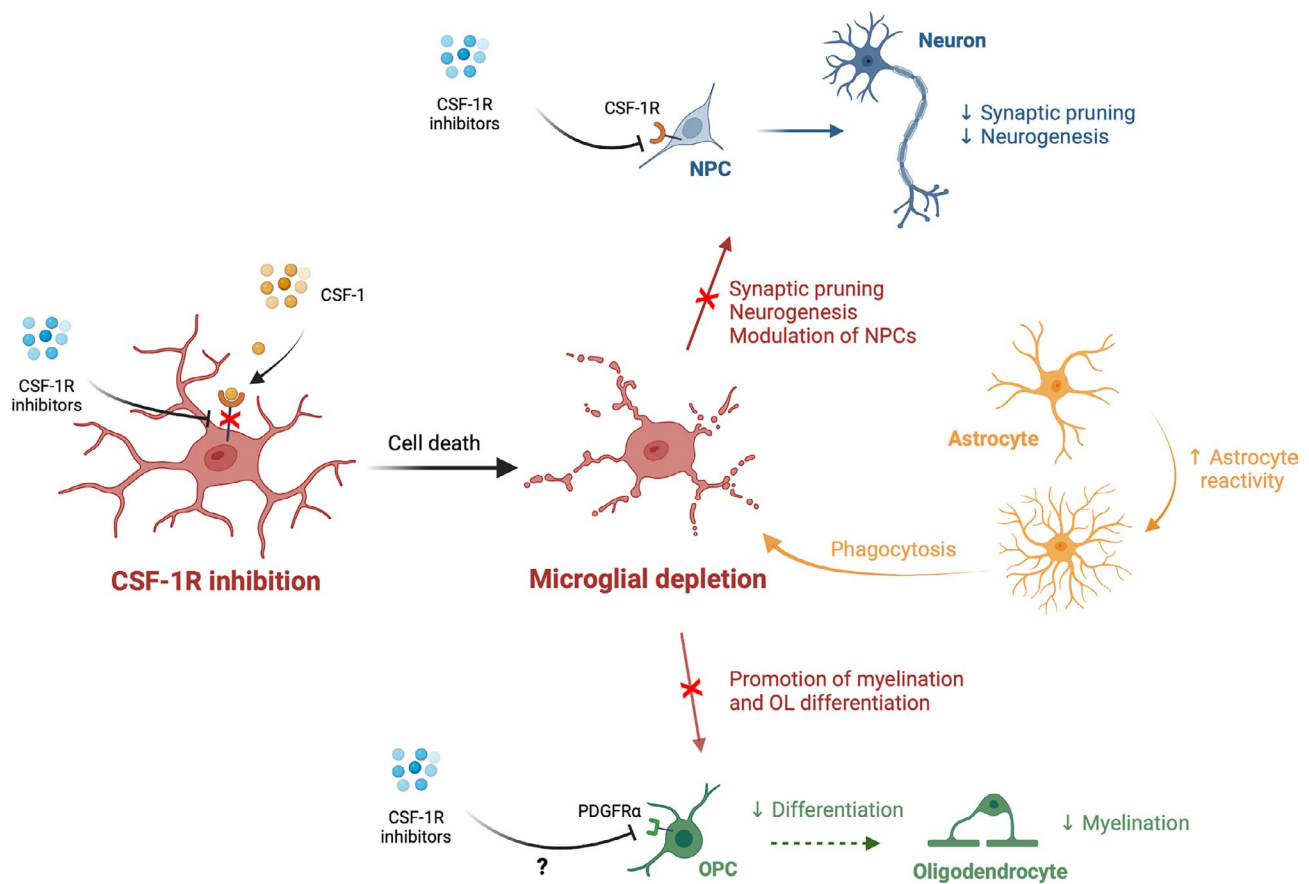 Neuron
CSF-1R
inhibitors
CSF-1R
NPC
↓ Synaptic pruning
↓ Neurogenesis
CSF-1
CSF-1R
inhibitors
Synaptic pruning
Neurogenesis
Modulation of NPCs
Cell death
Astrocyte
↑ Astrocyte
reactivity
Phagocytosis
CSF-1R inhibition
Microglial depletion
Promotion of myelination
and OL differentiation
CSF-1R
inhibitors
?
PDGFRα
OPC
↓ Differentiation
Oligodendrocyte
↓ Myelination